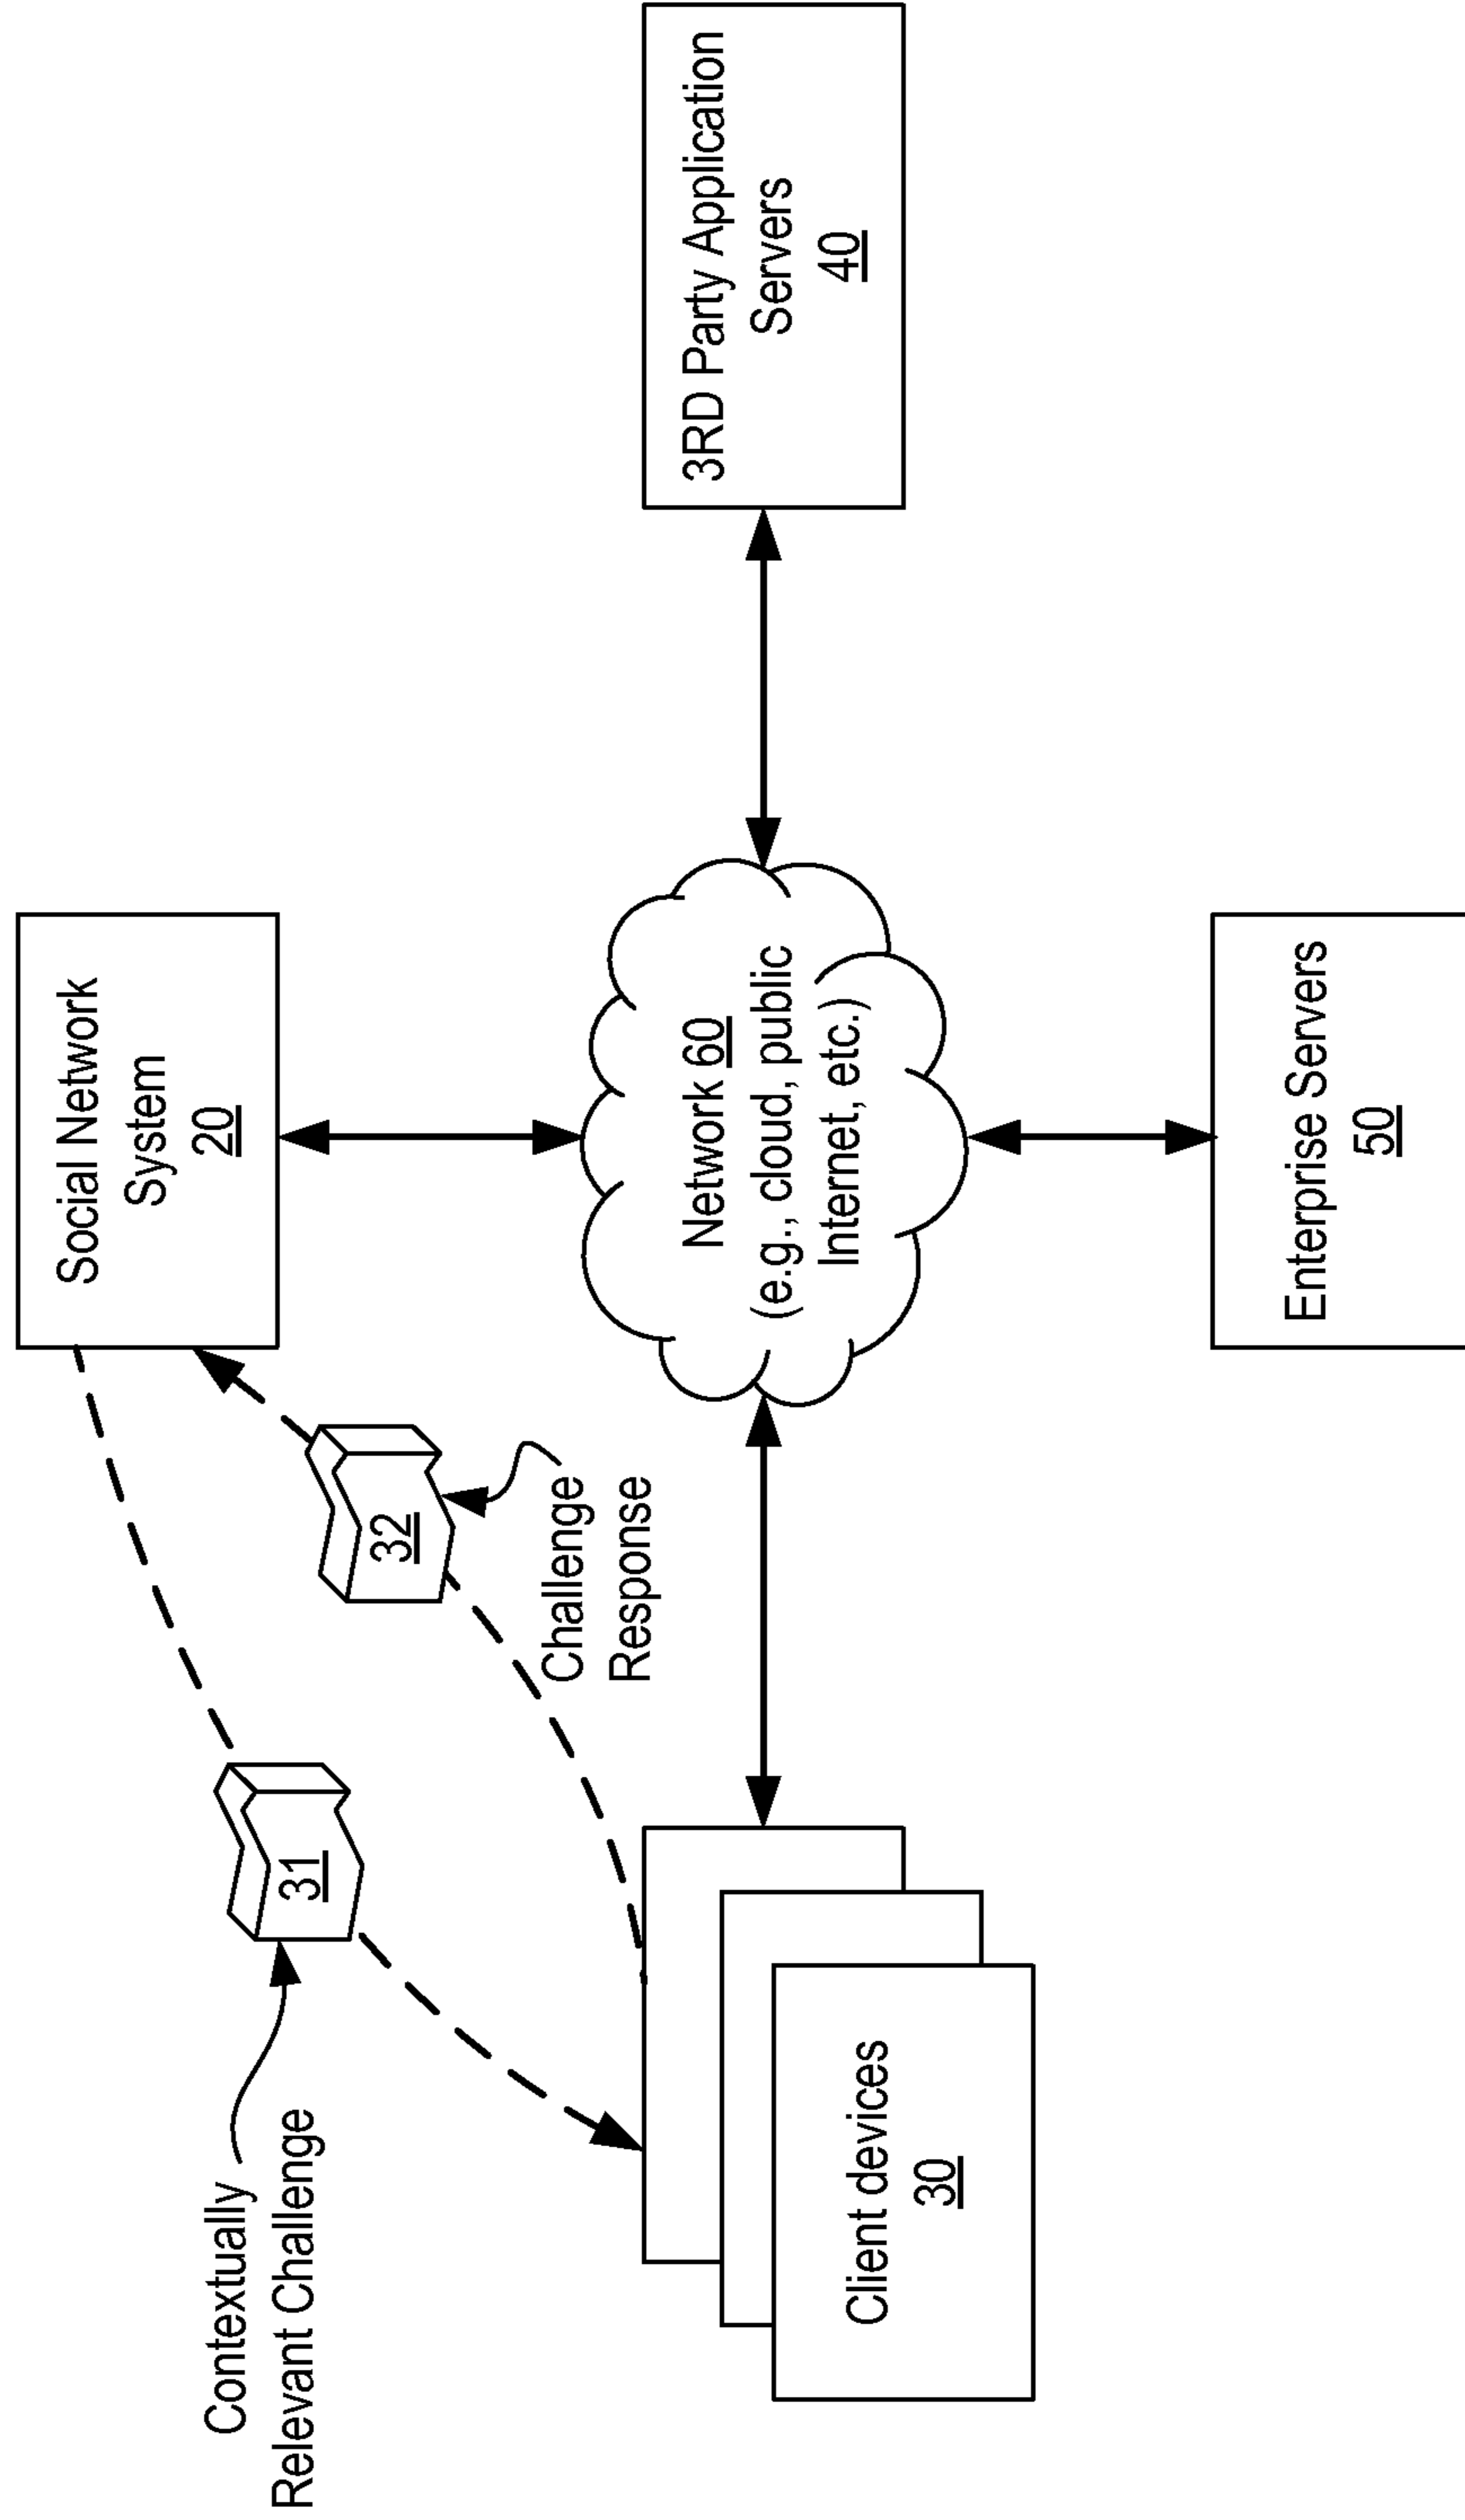 Social Network
System
20
Contextually
Relevant Challenge
31
32
Challenge
Response
Network 60
(e.g., cloud, public
Internet, etc.)
3RD Party Application
Servers
40
Client devices
30
Enterprise Servers
50